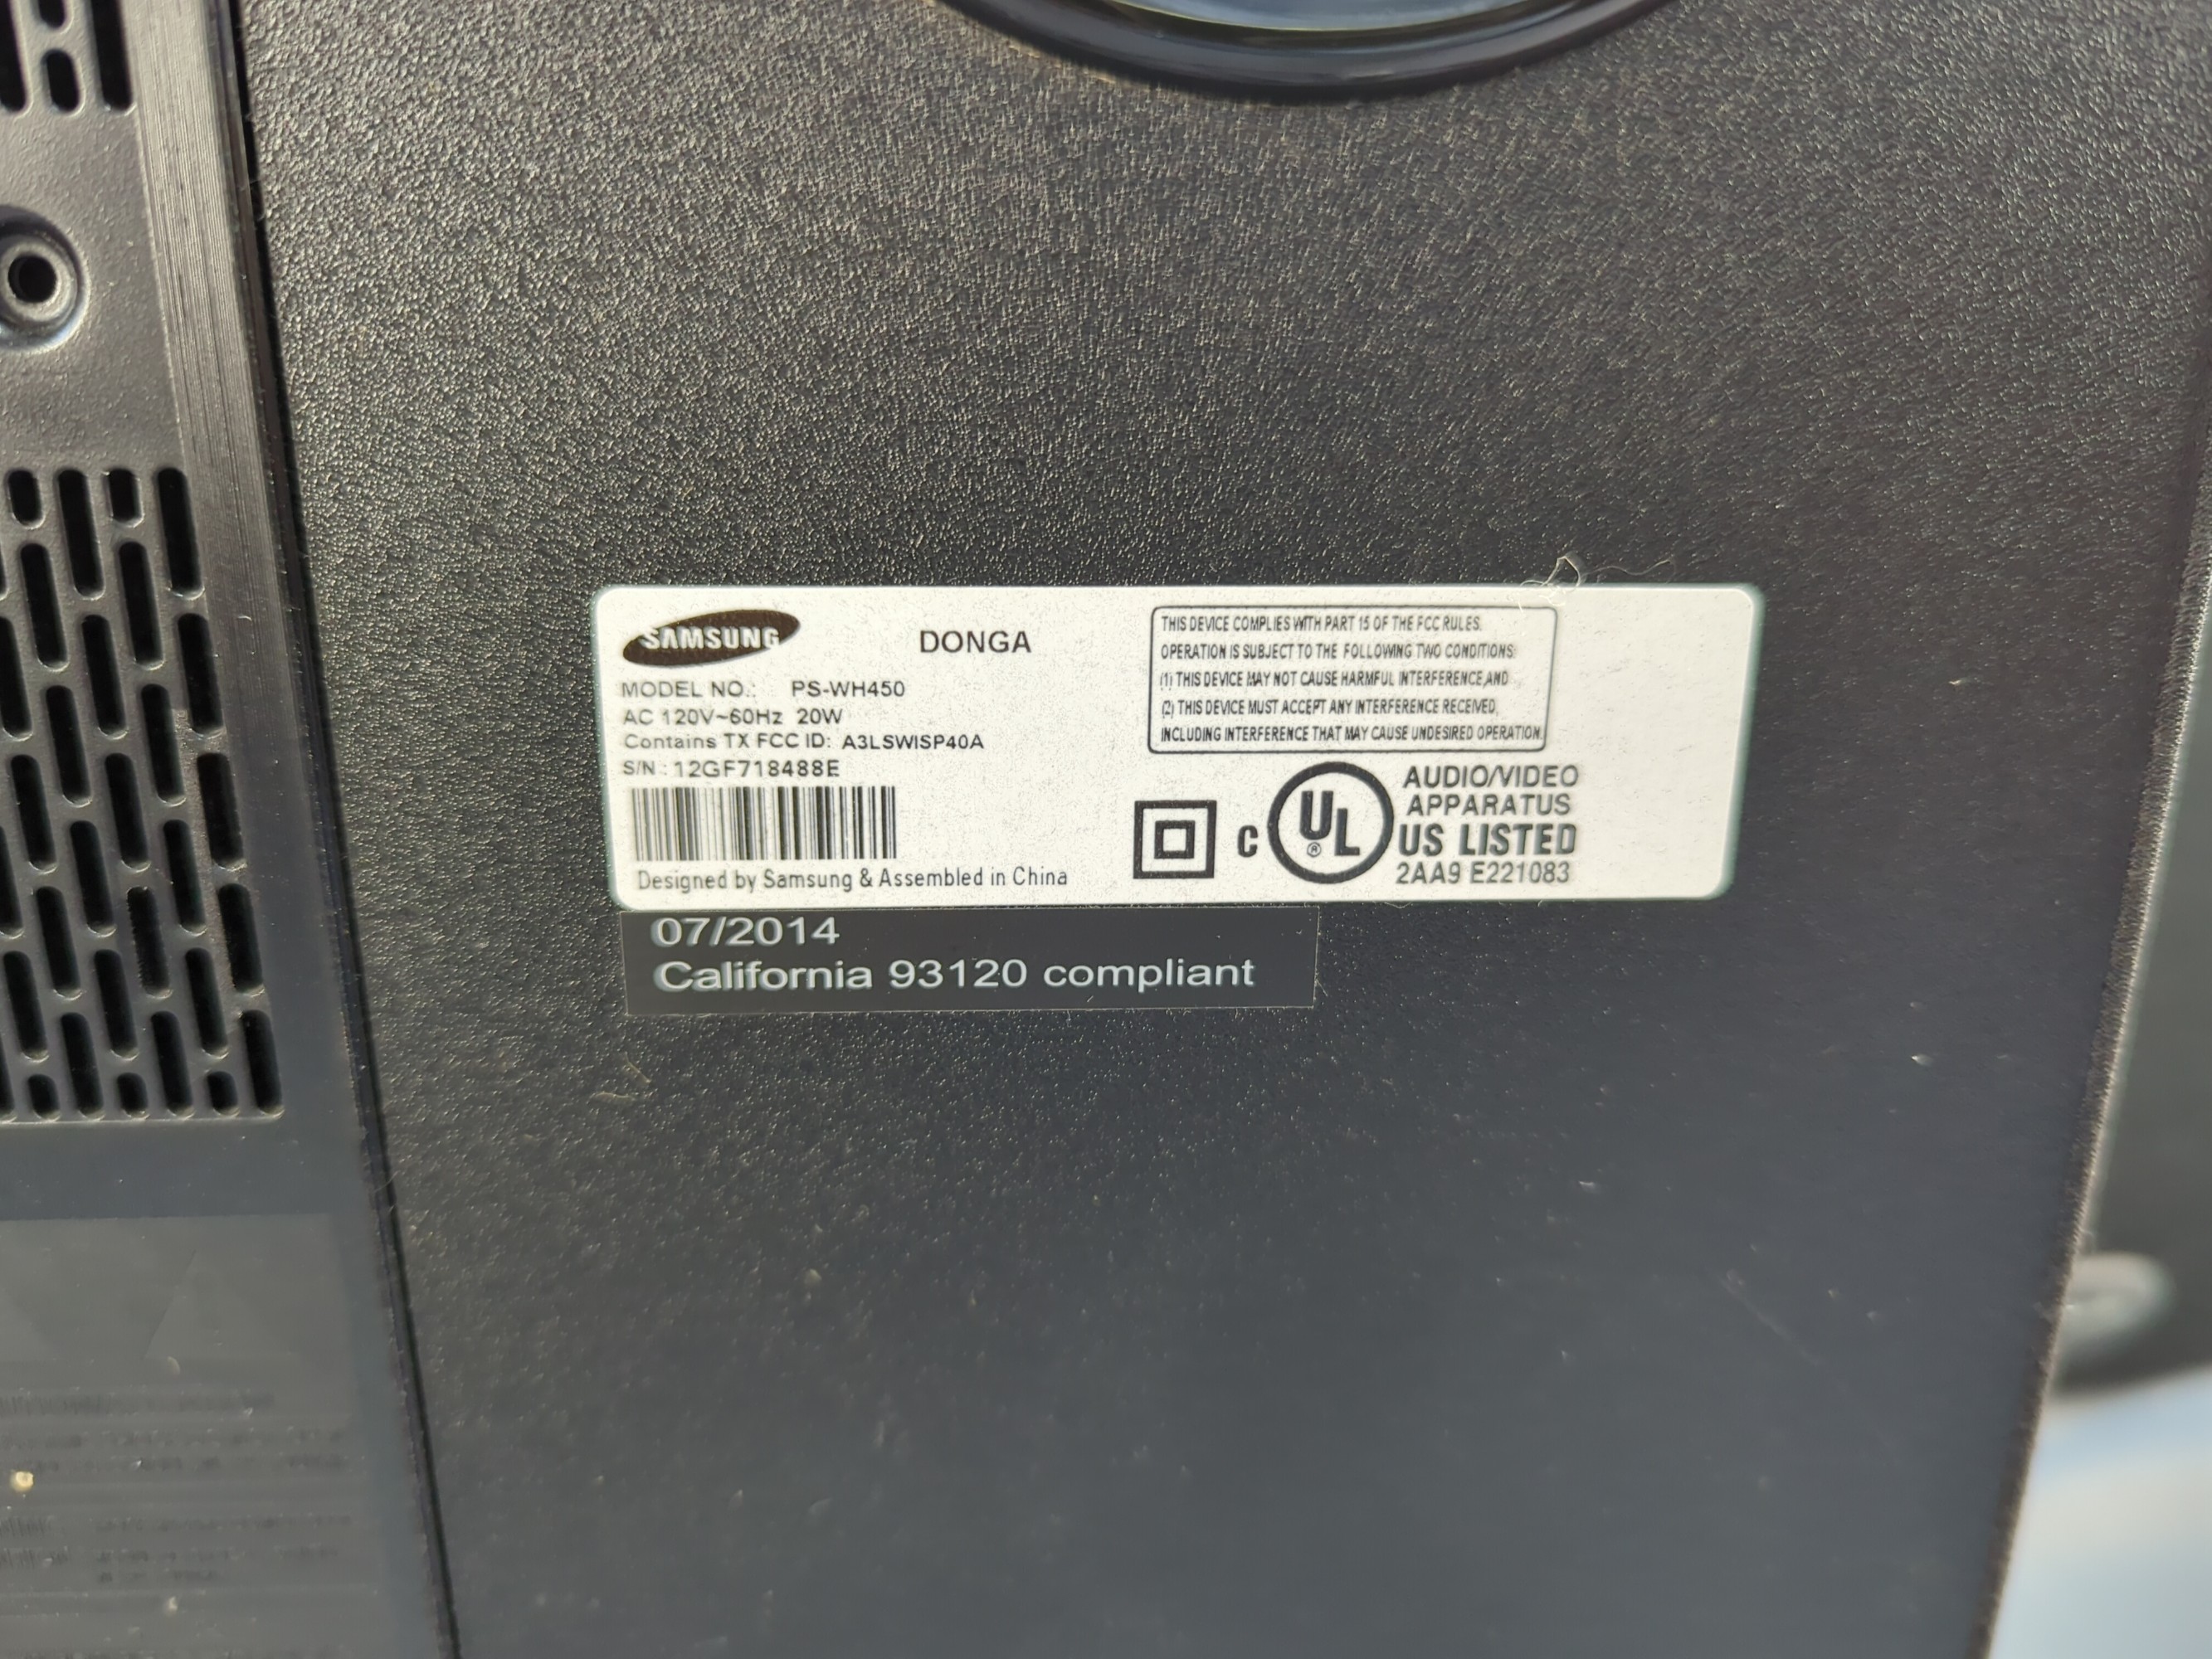 SAMSUNG
DONGA
MODEL NO.: PS-WH450
AC 120V~60Hz 20W
Contains TX FCC ID: A3LSWISP40A
S/N : 12GF718488E
Designed by Samsung & Assembled in China
THIS DEVICE COMPLIES WITH PART 15 OF THE FCC RULES.
OPERATION IS SUBJECT TO THE FOLLOWING TWO CONDITIONS:
(1) THIS DEVICE MAY NOT CAUSE HARMFUL INTERFERENCE,AND
(2) THIS DEVICE MUST ACCEPT ANY INTERFERENCE RECEIVED,
INCLUDING INTERFERENCE THAT MAY CAUSE UNDESIRED OPERATION.
C UL ® US LISTED
AUDIO/VIDEO
APPARATUS
2AA9 E221083
07/2014
California 93120 compliant